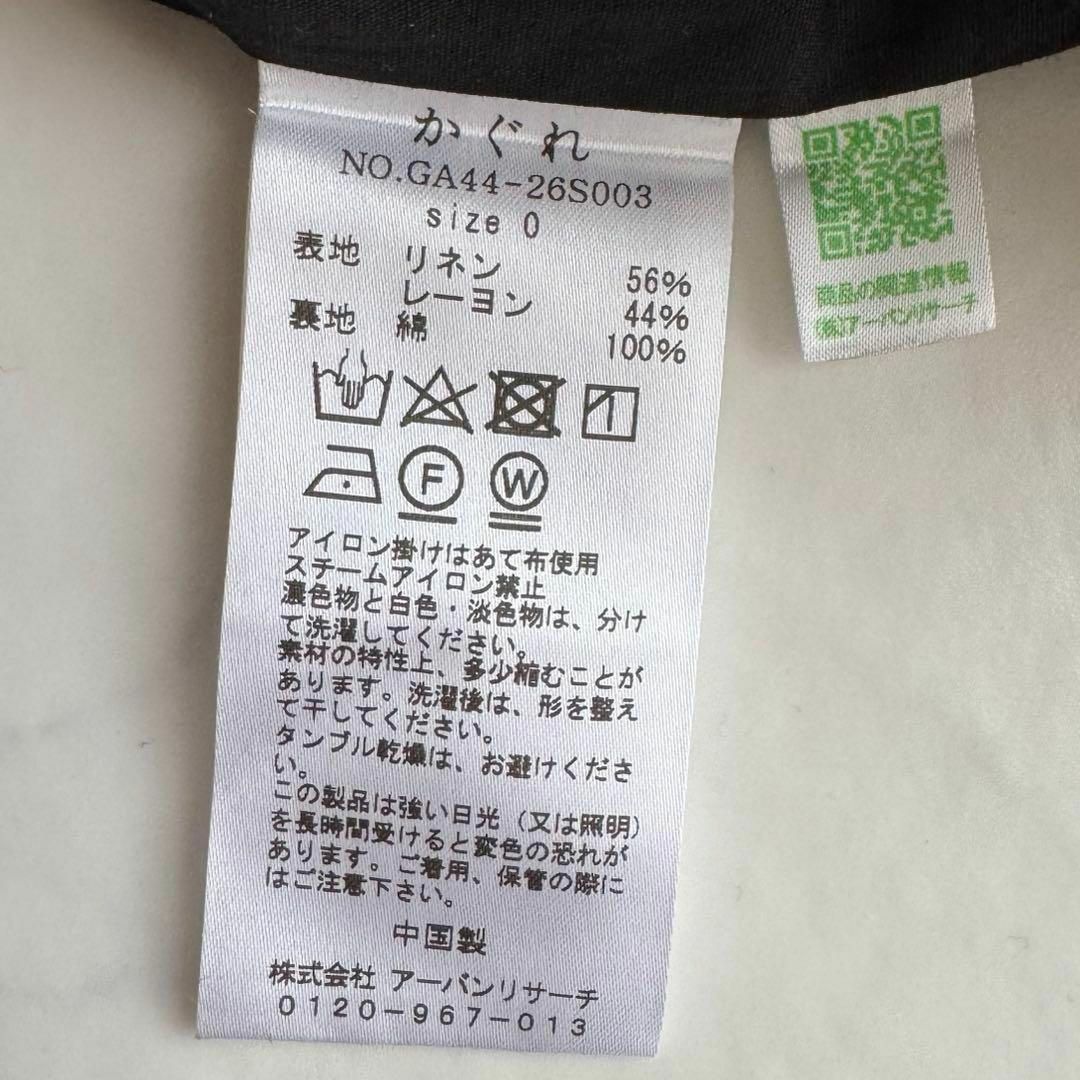 かぐれ
NO.GA44-26S003
size 0
表地 リネン 56%
レーヨン 44%
裏地 綿 100%
F W
アイロン掛けはあて布使用
スチームアイロン禁止
濃色物と白色・淡色物は、分け
て洗濯してください。
素材の特性上、多少縮むことが
あります。洗濯後は、形を整え
て干してください。
タンブル乾燥は、お避けくださ
い。
この製品は強い日光(又は照明)
を長時間受けると変色の恐れが
あります。ご着用、保管の際に
はご注意下さい。
中国製
株式会社 アーバンリサーチ
0120-967-013
商品の関連情報
(株)アーバンリサーチ